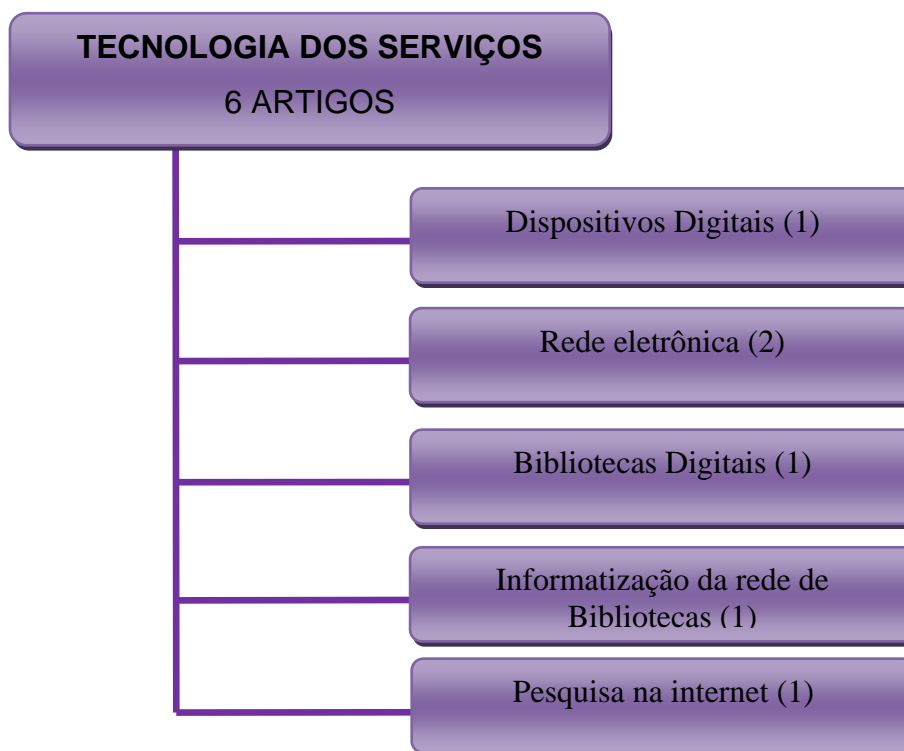 TECNOLOGIA DOS SERVIÇOS
6 ARTIGOS
Dispositivos Digitais (1)
Rede eletrônica (2)
Bibliotecas Digitais (1)
Informatização da rede de
Bibliotecas (1)
Pesquisa na internet (1)